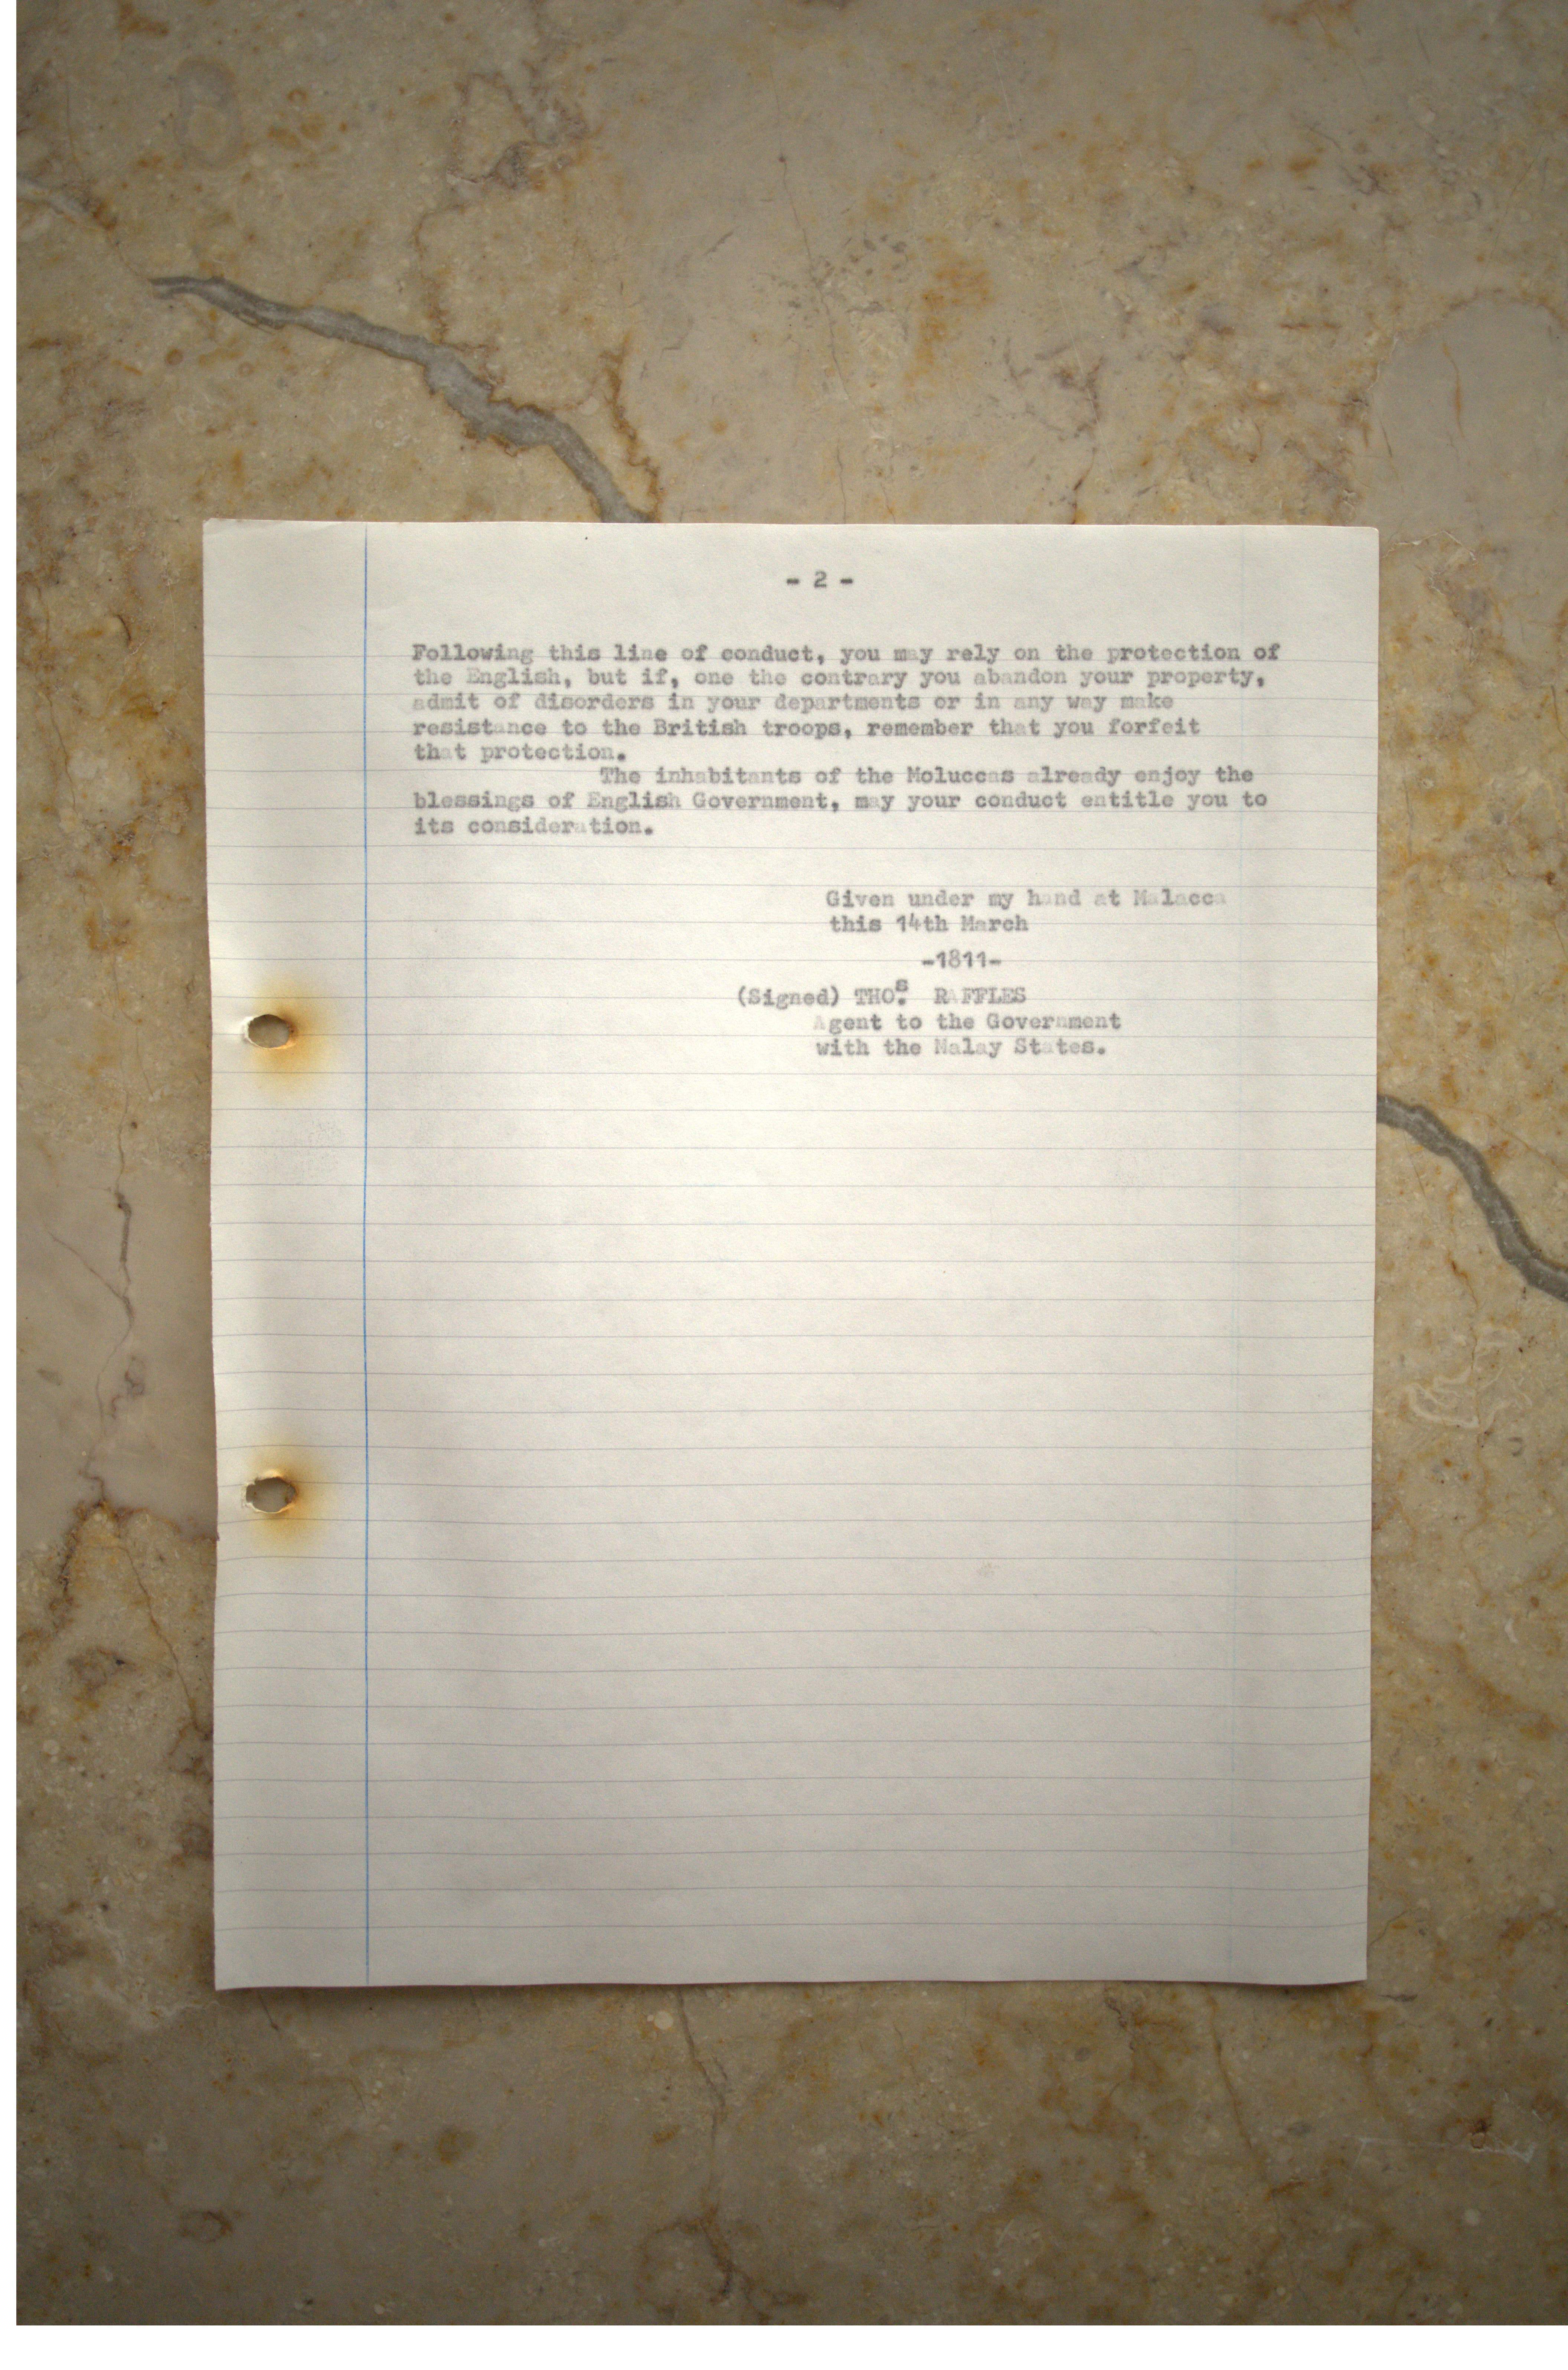 - 2 -
Following this line of conduct, you may rely on the protection of
the English, but if, one the contrary you abandon your property,
admit of disorders in your departments or in any way make
resistance to the British troops, remember that you forfeit
that protection.
The inhabitants of the Moluccas already enjoy the
blessings of English Government, may your conduct entitle you to
its consideration.
Given under my hand at Malacca
this 14th March
-1811-
(Signed) THOˢ. RAFFLES
Agent to the Government
with the Malay States.